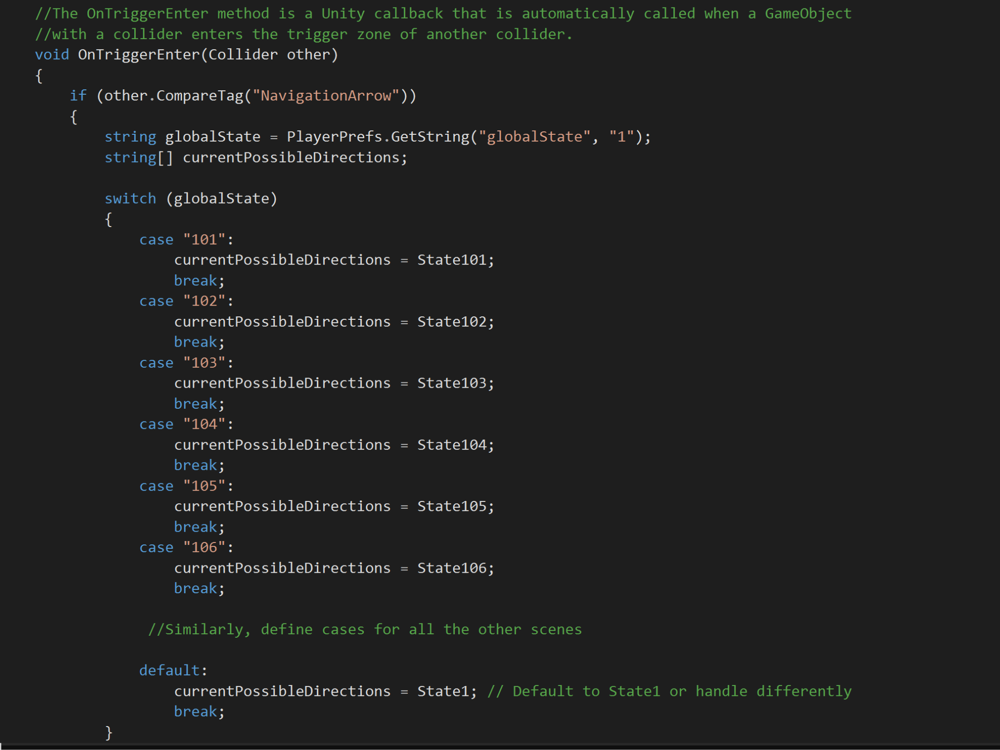 //The OnTriggerEnter method is a Unity callback that is automatically called when a GameObject
//with a collider enters the trigger zone of another collider.
void OnTriggerEnter(Collider other)
{
    if (other.CompareTag("NavigationArrow"))
    {
        string globalState = PlayerPrefs.GetString("globalState", "1");
        string[] currentPossibleDirections;

        switch (globalState)
        {
            case "101":
                currentPossibleDirections = State101;
                break;
            case "102":
                currentPossibleDirections = State102;
                break;
            case "103":
                currentPossibleDirections = State103;
                break;
            case "104":
                currentPossibleDirections = State104;
                break;
            case "105":
                currentPossibleDirections = State105;
                break;
            case "106":
                currentPossibleDirections = State106;
                break;

             //Similarly, define cases for all the other scenes

            default:
                currentPossibleDirections = State1; // Default to State1 or handle differently
                break;
        }